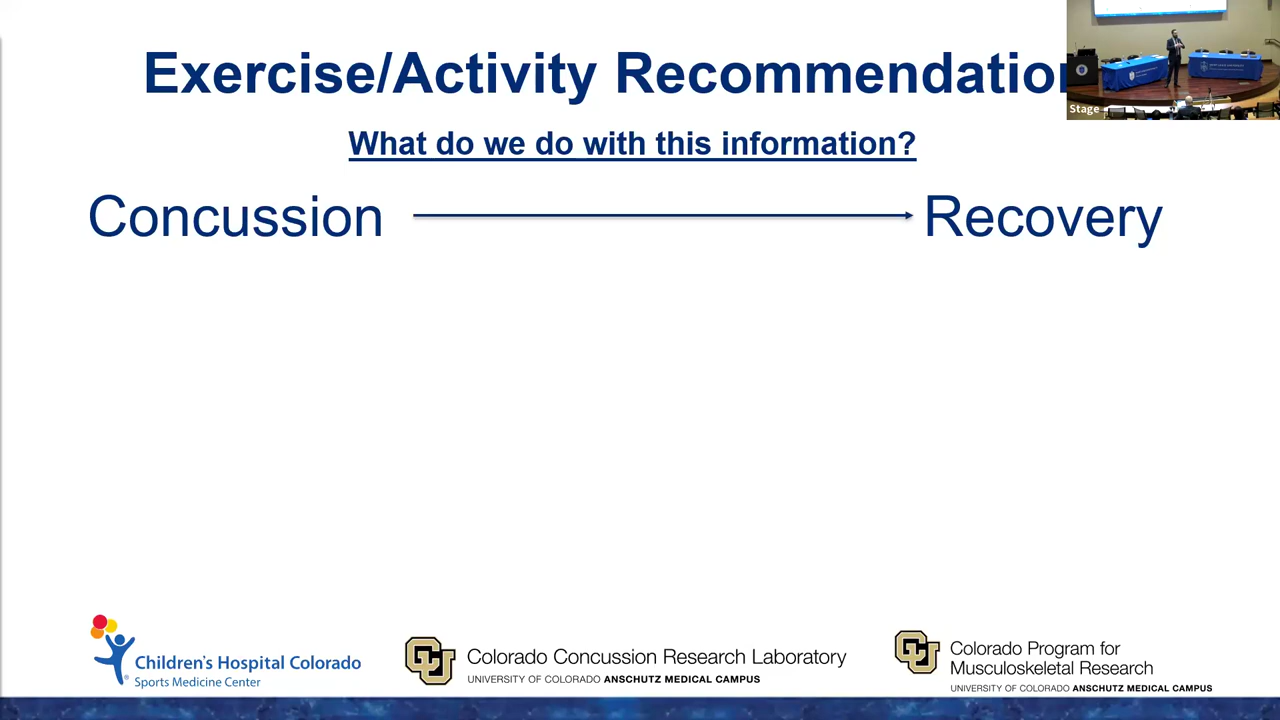 Exercise/Activity Recommendation
What do we do with this information?
Concussion
Recovery
Stage
Children's Hospital Colorado
Sports Medicine Center
CU
Colorado Concussion Research Laboratory
UNIVERSITY OF COLORADO ANSCHUTZ MEDICAL CAMPUS
CU
Colorado Program for
Musculoskeletal Research
UNIVERSITY OF COLORADO ANSCHUTZ MEDICAL CAMPUS